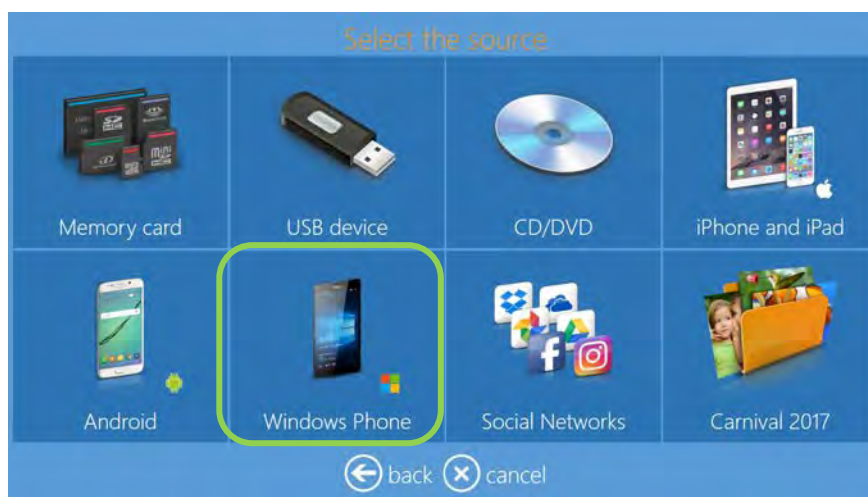 Select the source
Memory card
USB device
CD/DVD
iPhone and iPad
Android
Windows Phone
Social Networks
Carnival 2017
back
cancel